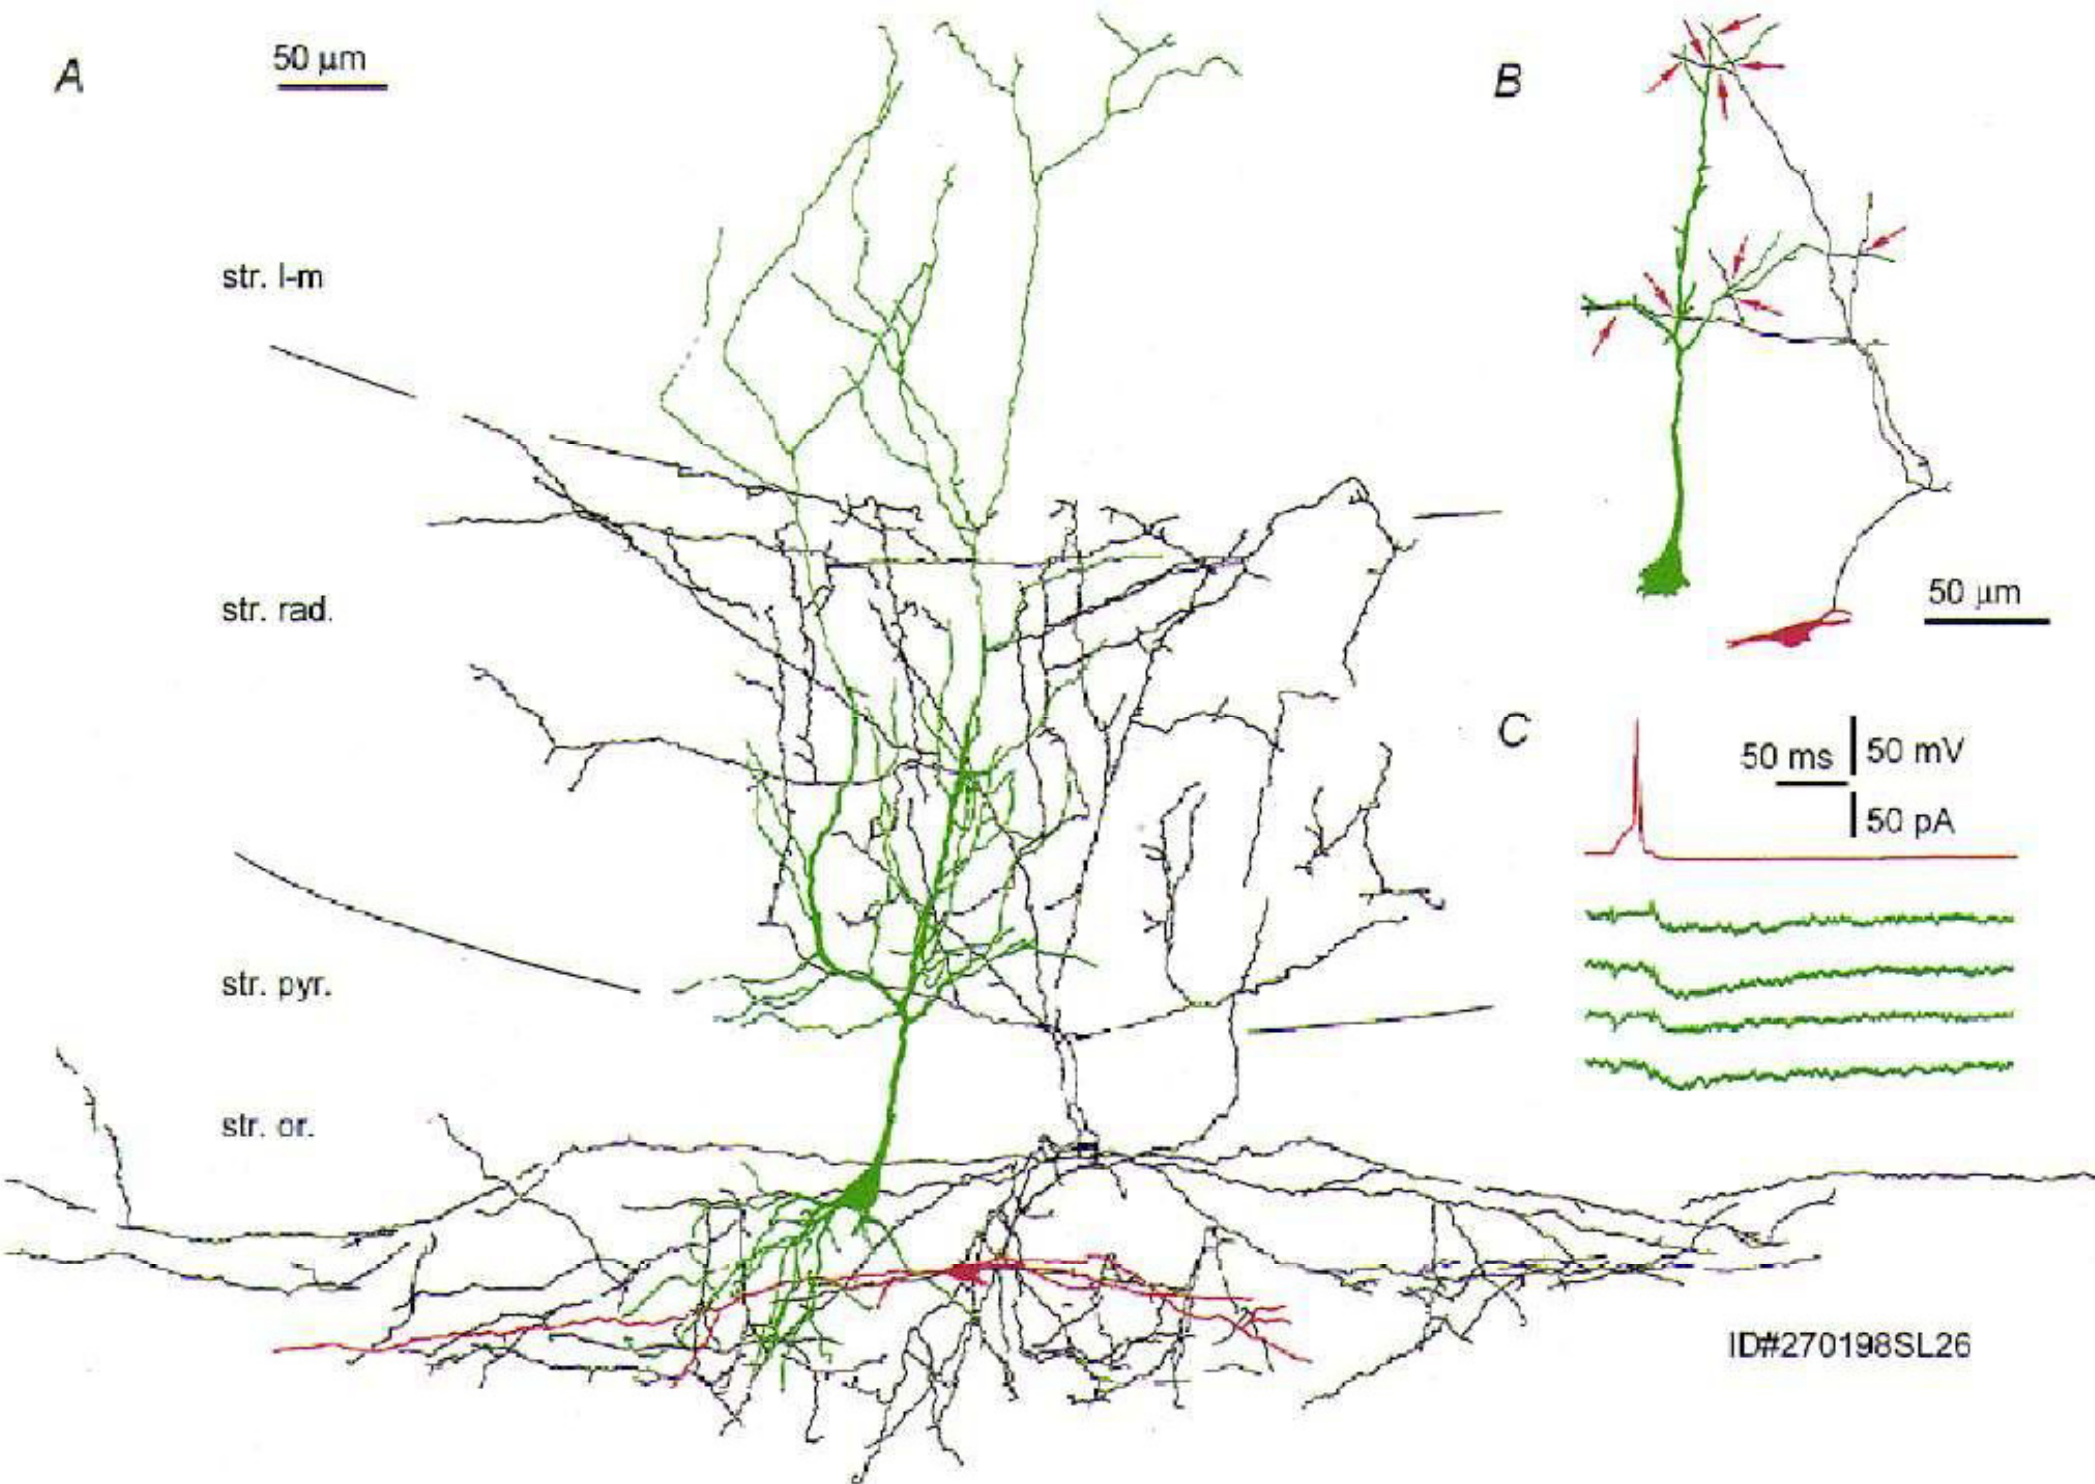 A
50 µm
str. l-m
str. rad.
str. pyr.
str. or.
B
50 µm
C
50 ms
50 mV
50 pA
ID#270198SL26